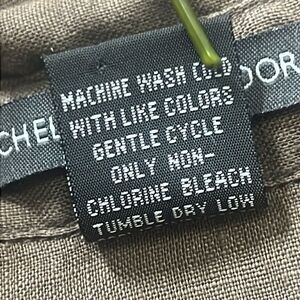 MACHINE WASH COLD
WITH LIKE COLORS
GENTLE CYCLE
ONLY NON-
CHLORINE BLEACH
TUMBLE DRY LOW